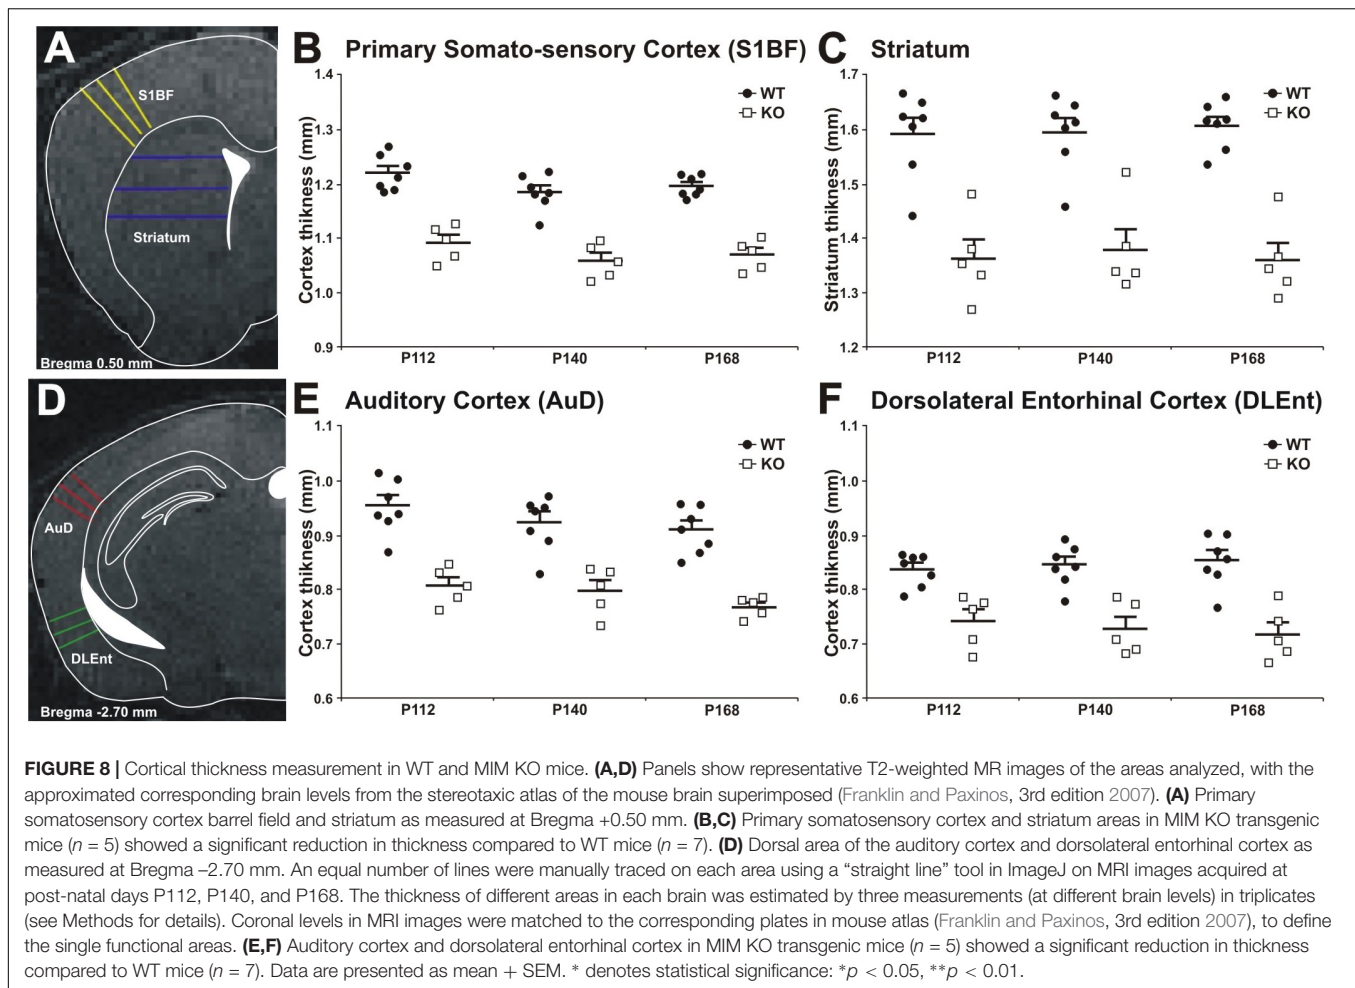 A
S1BF
Striatum
Bregma 0.50 mm
B Primary Somato-sensory Cortex (S1BF)
1.4
1.3
1.2
1.1
1.0
0.9
Cortex thikness (mm)
WT
KO
P112 P140 P168
C Striatum
1.7
1.6
1.5
1.4
1.3
1.2
Striatum thikness (mm)
WT
KO
P112 P140 P168
D
AuD
DLEnt
Bregma -2.70 mm
E Auditory Cortex (AuD)
1.1
1.0
0.9
0.8
0.7
0.6
Cortex thickness (mm)
WT
KO
P112 P140 P168
F Dorsolateral Entorhinal Cortex (DLEnt)
1.1
1.0
0.9
0.8
0.7
0.6
Cortex thickness (mm)
WT
KO
P112 P140 P168
FIGURE 8 | Cortical thickness measurement in WT and MIM KO mice. (A,D) Panels show representative T2-weighted MR images of the areas analyzed, with the
approximated corresponding brain levels from the stereotaxic atlas of the mouse brain superimposed (Franklin and Paxinos, 3rd edition 2007). (A) Primary
somatosensory cortex barrel field and striatum as measured at Bregma +0.50 mm. (B,C) Primary somatosensory cortex and striatum areas in MIM KO transgenic
mice (n = 5) showed a significant reduction in thickness compared to WT mice (n = 7). (D) Dorsal area of the auditory cortex and dorsolateral entorhinal cortex as
measured at Bregma –2.70 mm. An equal number of lines were manually traced on each area using a “straight line” tool in ImageJ on MRI images acquired at
post-natal days P112, P140, and P168. The thickness of different areas in each brain was estimated by three measurements (at different brain levels) in triplicates
(see Methods for details). Coronal levels in MRI images were matched to the corresponding plates in mouse atlas (Franklin and Paxinos, 3rd edition 2007), to define
the single functional areas. (E,F) Auditory cortex and dorsolateral entorhinal cortex in MIM KO transgenic mice (n = 5) showed a significant reduction in thickness
compared to WT mice (n = 7). Data are presented as mean + SEM. * denotes statistical significance: *p < 0.05, **p < 0.01.